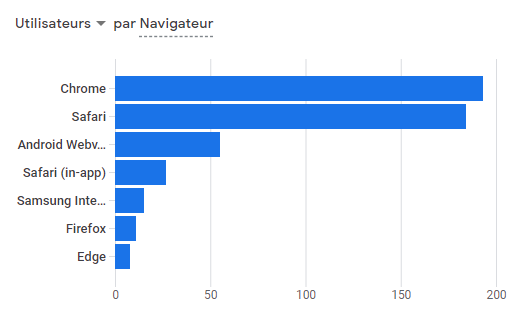 Utilisateurs par Navigateur
Chrome
Safari
Android Webv...
Safari (in-app)
Samsung Inte...
Firefox
Edge
0 50 100 150 200